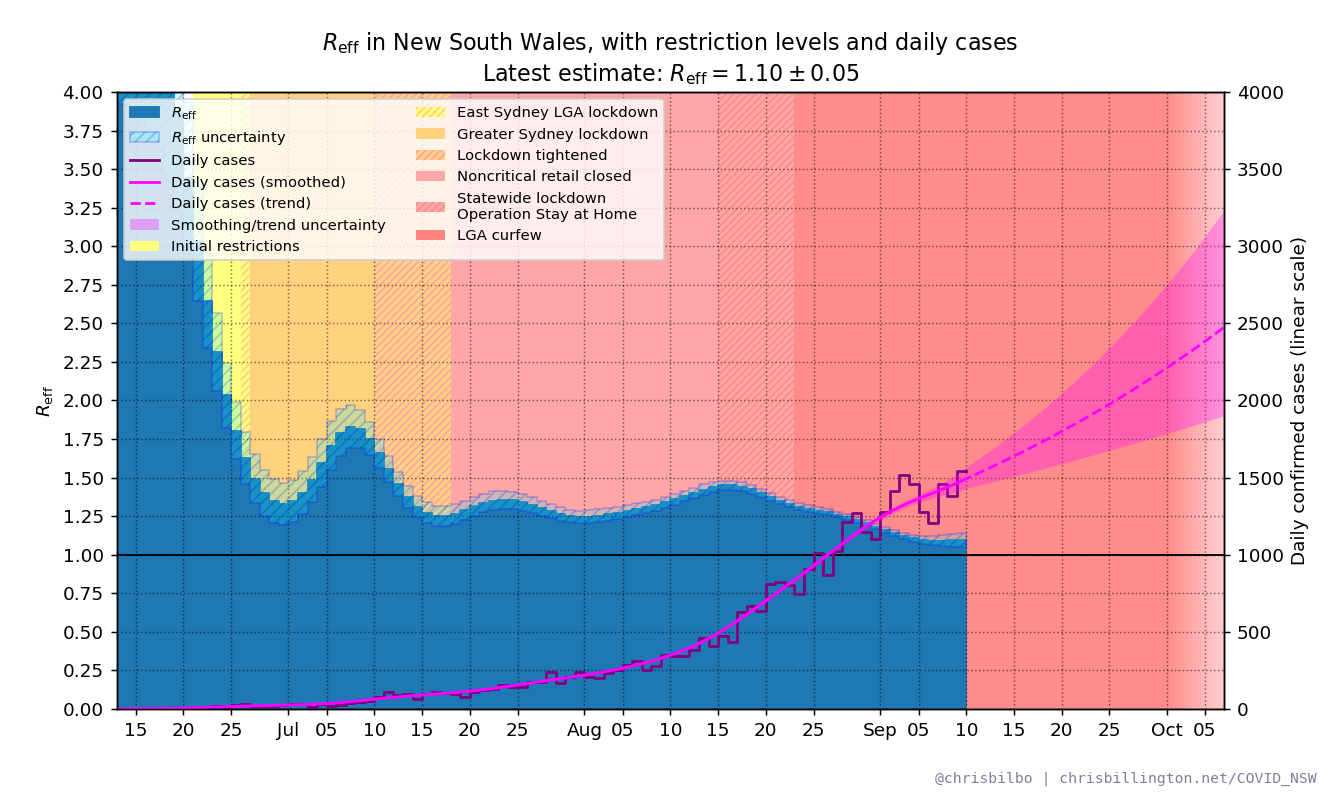 Reff in New South Wales, with restriction levels and daily cases
Latest estimate: Reff = 1.10 ± 0.05
4.00
3.75
3.50
3.25
3.00
2.75
2.50
2.25
2.00
1.75
1.50
1.25
1.00
0.75
0.50
0.25
0.00
Reff
Reff
Reff uncertainty
Daily cases
Daily cases (smoothed)
Daily cases (trend)
Smoothing/trend uncertainty
Initial restrictions
East Sydney LGA lockdown
Greater Sydney lockdown
Lockdown tightened
Noncritical retail closed
Statewide lockdown
Operation Stay at Home
LGA curfew
4000
3500
3000
2500
2000
1500
1000
500
0
Daily confirmed cases (linear scale)
15 20 25 Jul 05 10 15 20 25 Aug 05 10 15 20 25 Sep 05 10 15 20 25 Oct 05
@chrisbilbo | chrisbillington.net/COVID_NSW